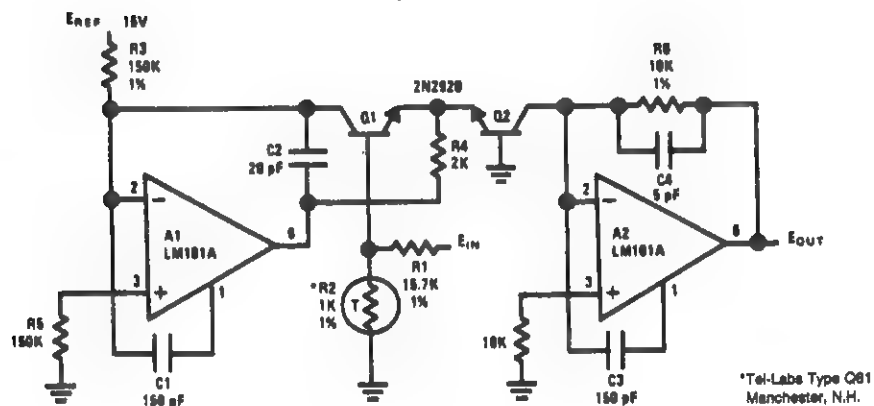 EREF 15V
R3
150K
1%
2N2920
Q1
Q2
R6
10K
1%
C2
20 pF
R4
2K
C4
5 pF
2
−
A1
LM101A
6
3
+
1
R5
150K
C1
150 pF
EIN
R1
15.7K
1%
*R2
1K
1%
T
2
−
A2
LM101A
6
EOUT
3
+
1
10K
C3
150 pF
*Tel-Labs Type Q81
Manchester, N.H.